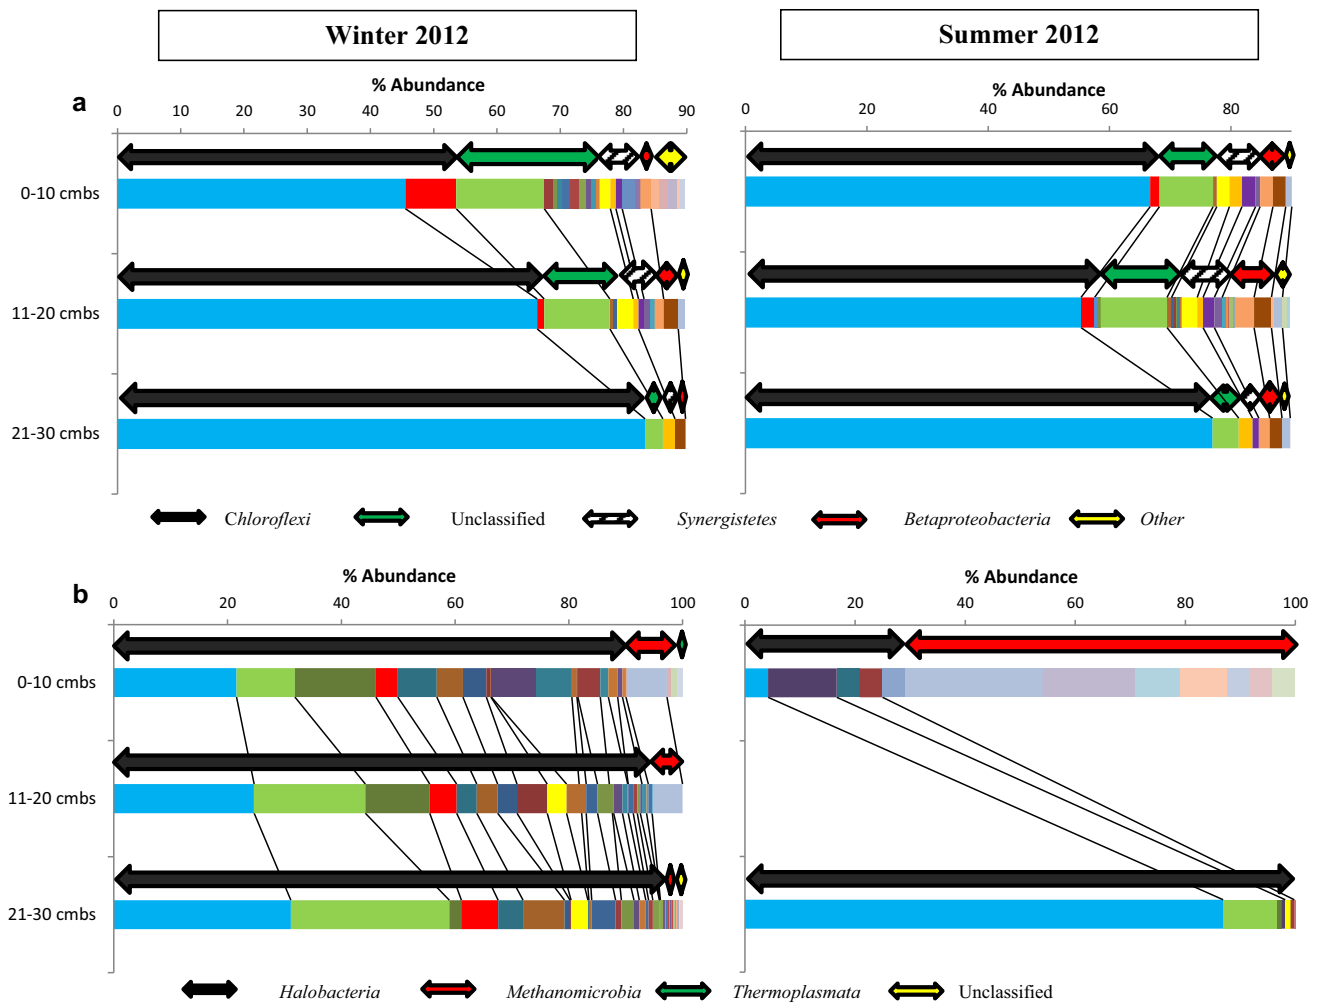 Winter 2012 Summer 2012
% Abundance % Abundance
a
0 10 20 30 40 50 60 70 80 90 0 20 40 60 80
0-10 cmbs
11-20 cmbs
21-30 cmbs
Chloroflexi Unclassified Synergistetes Betaproteobacteria Other
% Abundance % Abundance
b
0 20 40 60 80 100 0 20 40 60 80 100
0-10 cmbs
11-20 cmbs
21-30 cmbs
Halobacteria Methanomicrobia Thermoplasmata Unclassified